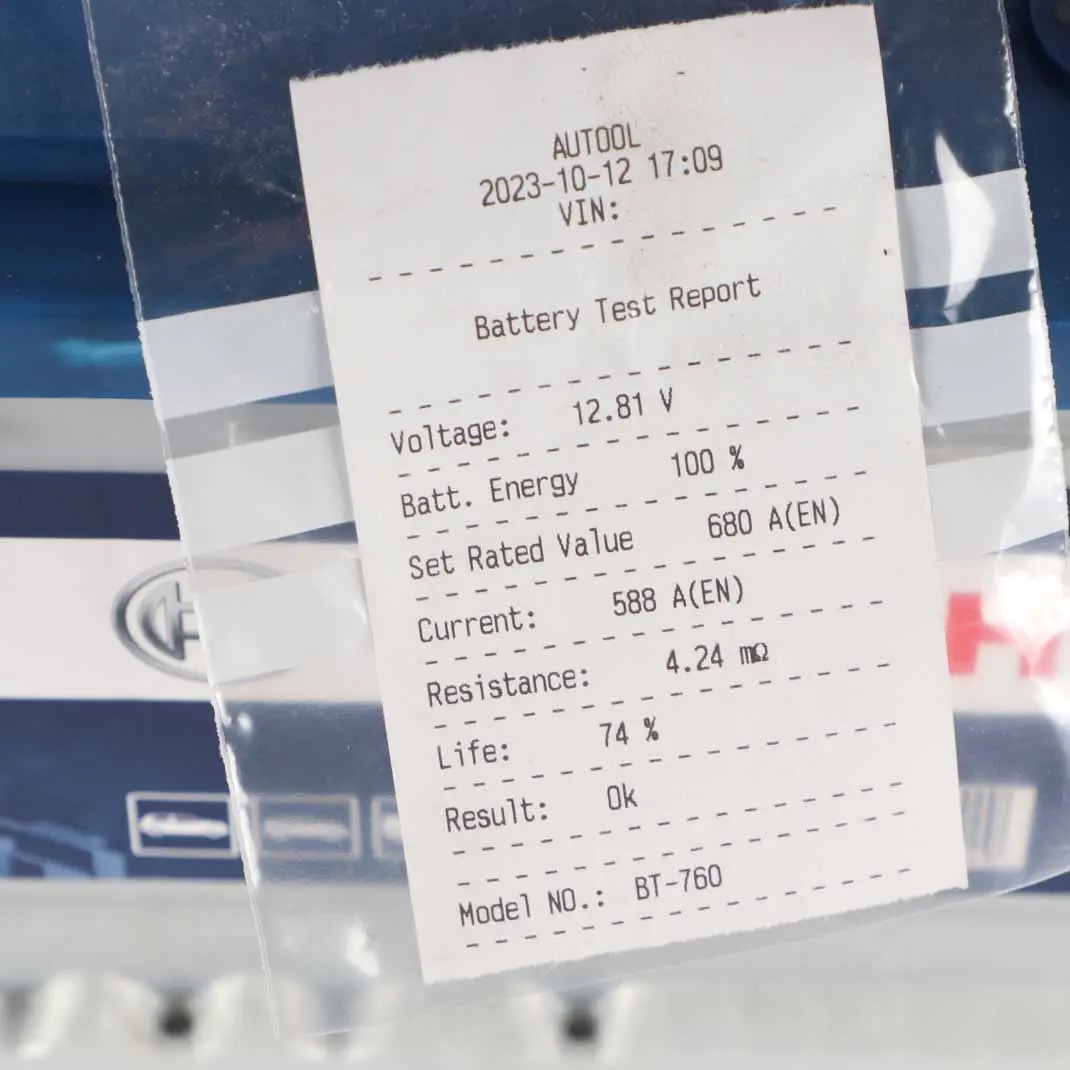 AUTOOL
2023-10-12 17:09
VIN:
Battery Test Report
Voltage: 12.81 V
Batt. Energy 100 %
Set Rated Value 680 A(EN)
Current: 588 A(EN)
Resistance: 4.24 mΩ
Life: 74 %
Result: Ok
Model NO.: BT-760